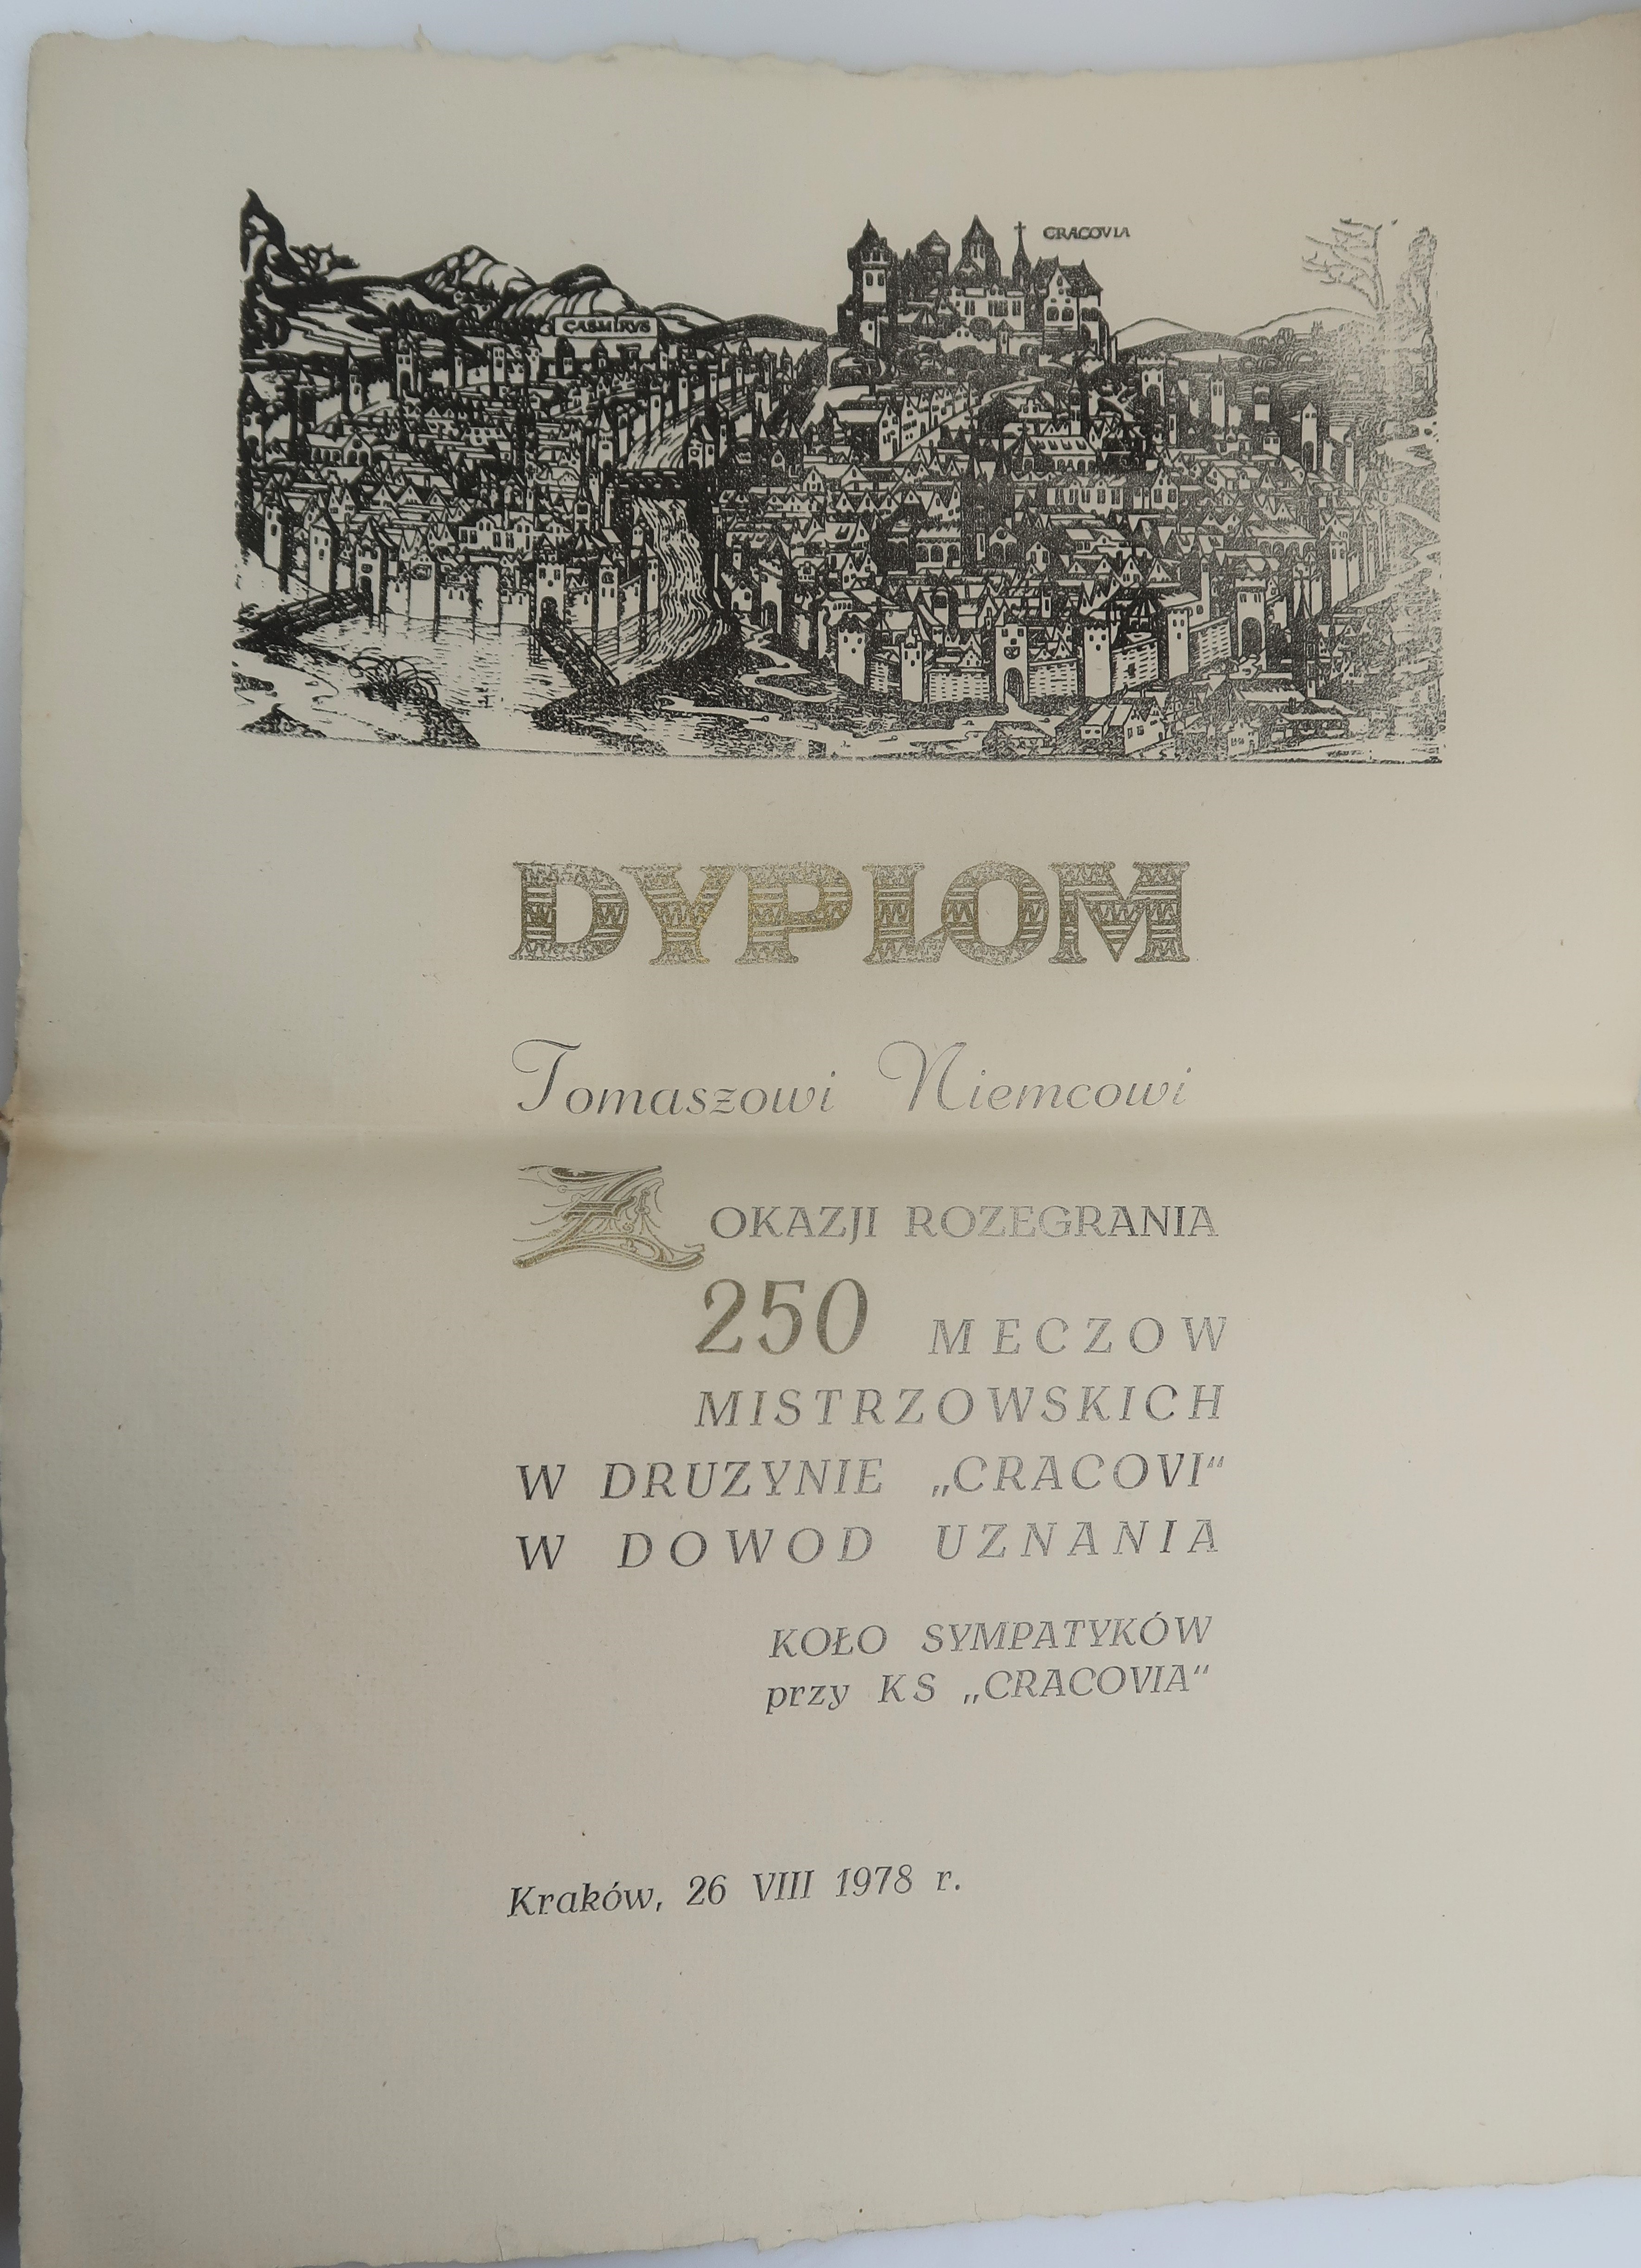 CRACOVIA
CASMIRVS
DYPLOM
Tomaszowi Niemcowi
Z OKAZJI ROZEGRANIA
250 MECZOW
MISTRZOWSKICH
W DRUZYNIE „CRACOVI“
W DOWOD UZNANIA
KOŁO SYMPATYKÓW
przy KS „CRACOVIA“
Kraków, 26 VIII 1978 r.